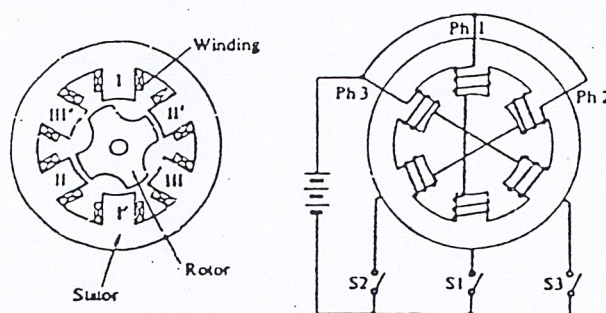 Winding
I
III'
II'
II
III
I'
Rotor
Stator
Ph 1
Ph 3
Ph 2
S2
S1
S3